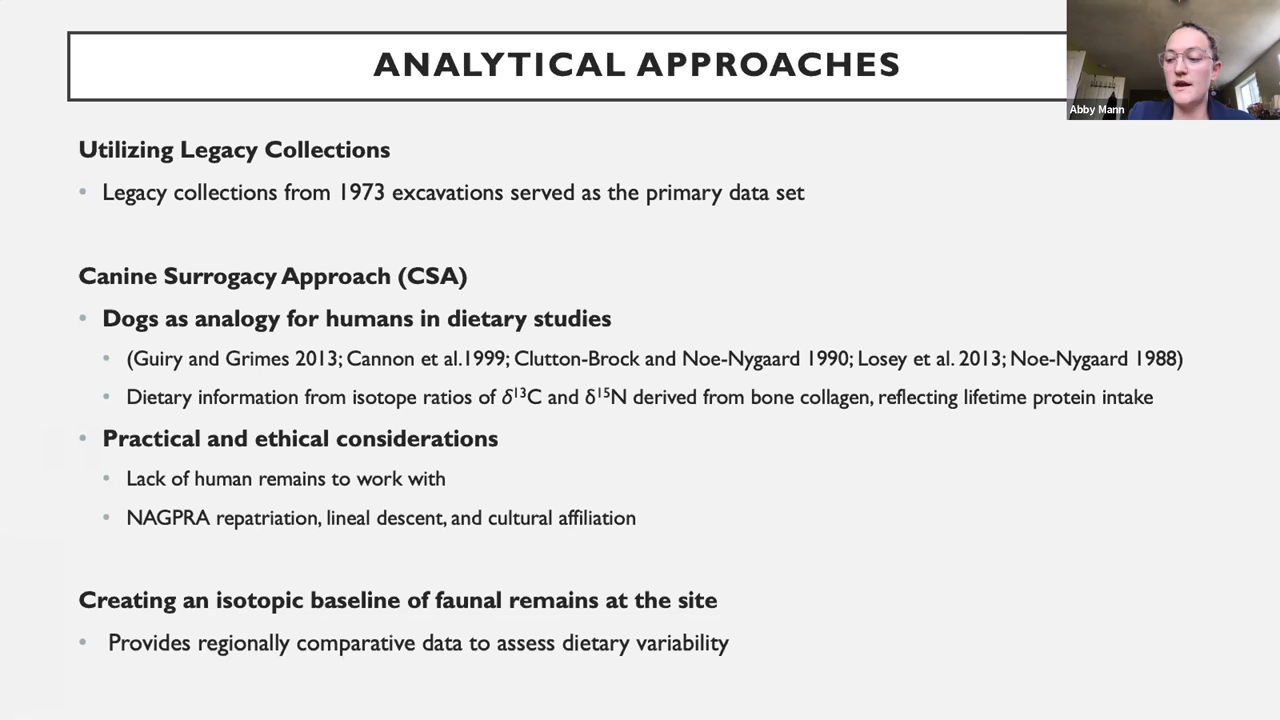 ANALYTICAL APPROACHES
Abby Mann
Utilizing Legacy Collections
• Legacy collections from 1973 excavations served as the primary data set
Canine Surrogacy Approach (CSA)
• Dogs as analogy for humans in dietary studies
• (Guiry and Grimes 2013; Cannon et al.1999; Clutton-Brock and Noe-Nygaard 1990; Losey et al. 2013; Noe-Nygaard 1988)
• Dietary information from isotope ratios of δ¹³C and δ¹⁵N derived from bone collagen, reflecting lifetime protein intake
• Practical and ethical considerations
• Lack of human remains to work with
• NAGPRA repatriation, lineal descent, and cultural affiliation
Creating an isotopic baseline of faunal remains at the site
• Provides regionally comparative data to assess dietary variability